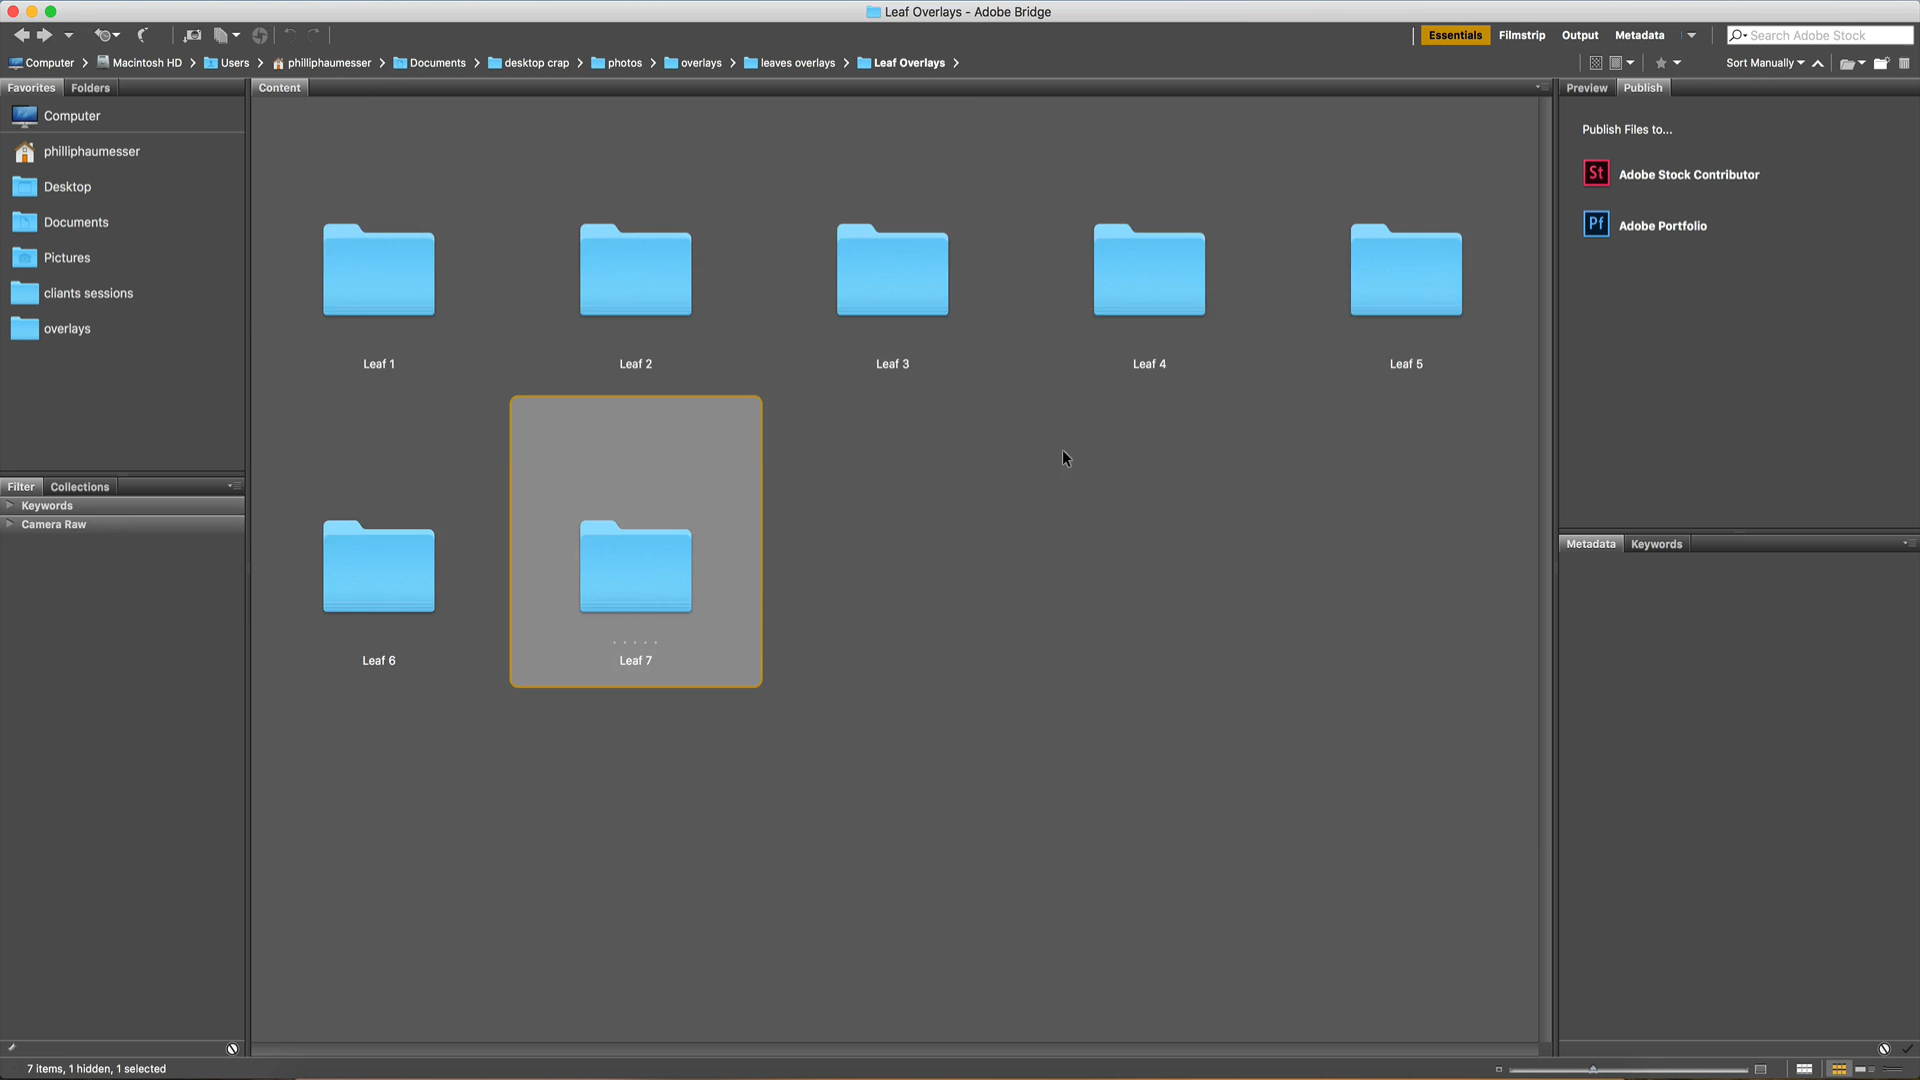 Leaf Overlays - Adobe Bridge
Essentials Filmstrip Output Metadata Search Adobe Stock
Computer Macintosh HD Users philliphaumesser Documents desktop crap photos overlays leaves overlays Leaf Overlays Sort Manually
Favorites Folders Content Preview Publish
Computer
philliphaumesser
Desktop
Documents
Pictures
cliants sessions
overlays
Leaf 1 Leaf 2 Leaf 3 Leaf 4 Leaf 5
Leaf 6 Leaf 7
Publish Files to...
St Adobe Stock Contributor
Pf Adobe Portfolio
Filter Collections
Keywords
Camera Raw
Metadata Keywords
7 items, 1 hidden, 1 selected